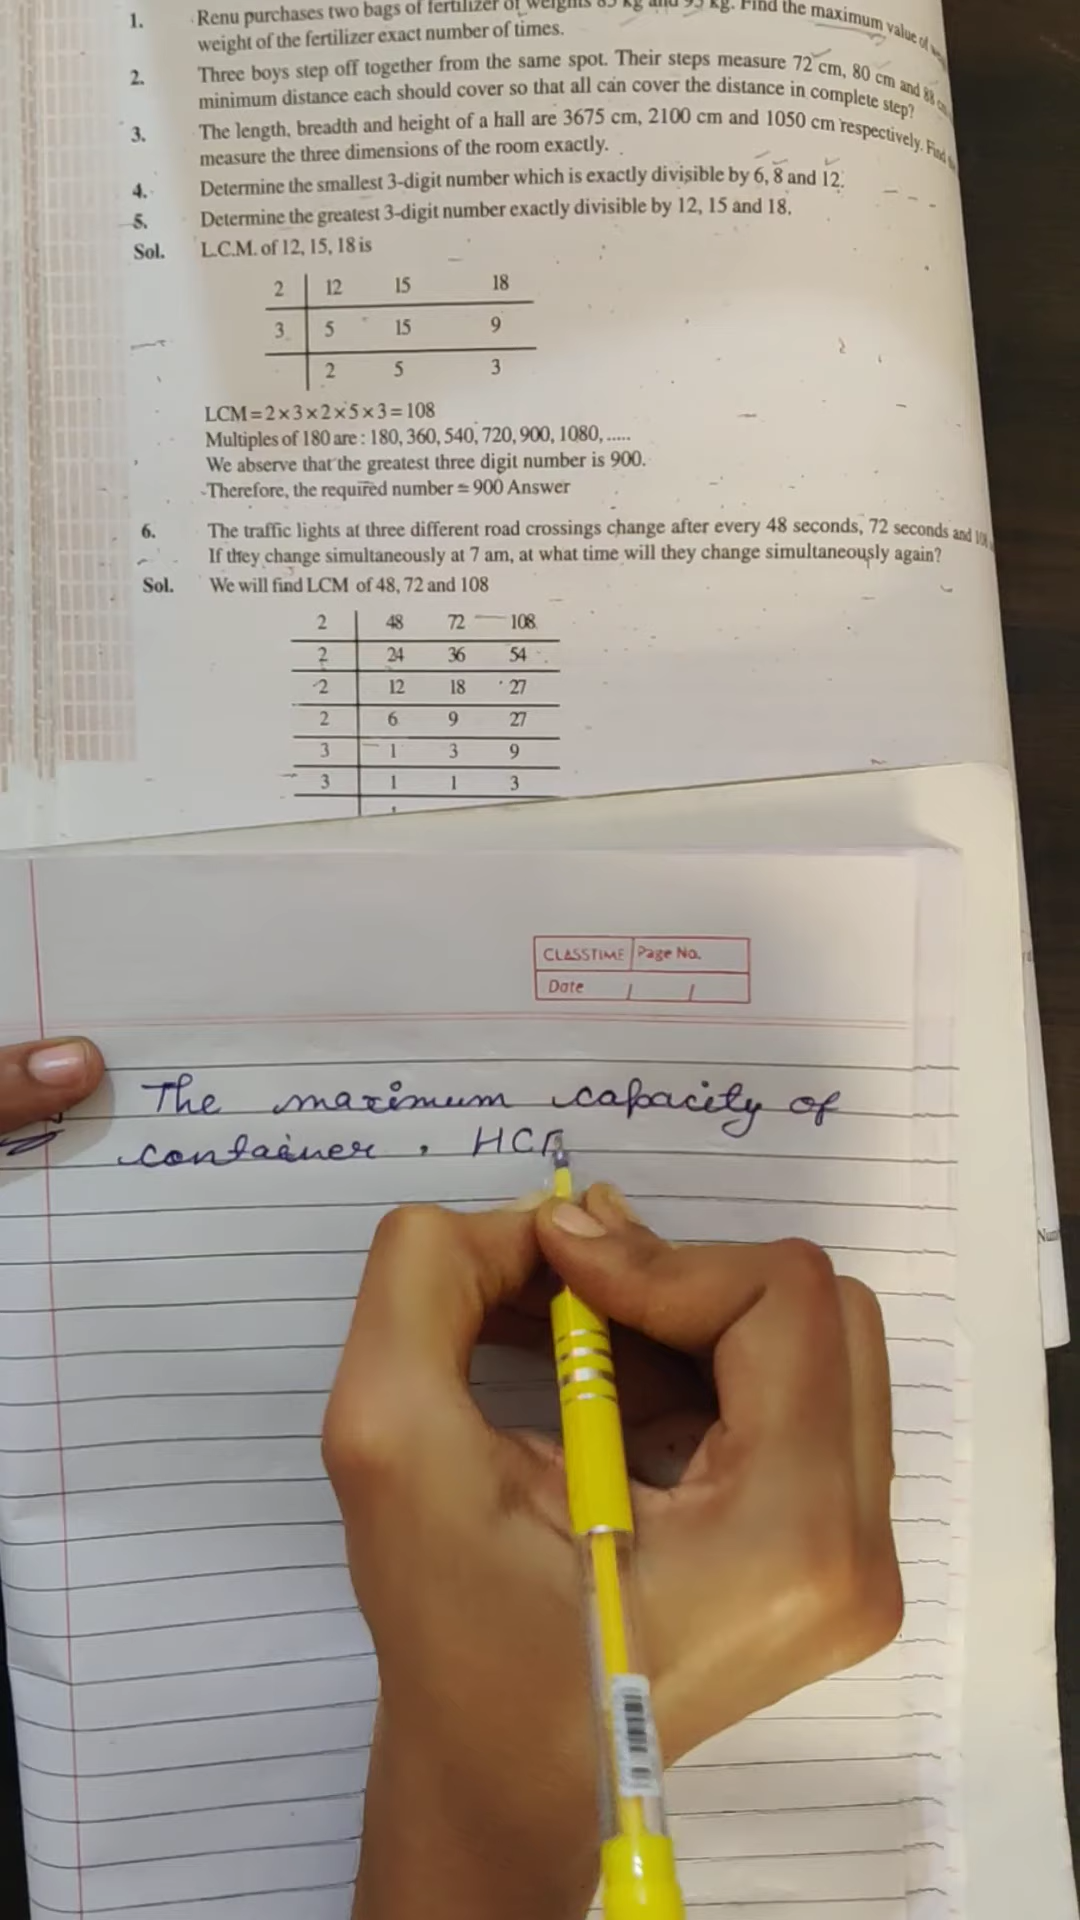 1. Renu purchases two bags of fertilizer of weights 85 kg and 95 kg. Find the maximum value of
weight of the fertilizer exact number of times.
2. Three boys step off together from the same spot. Their steps measure 72 cm, 80 cm and 88 cm
minimum distance each should cover so that all can cover the distance in complete step?
3. The length, breadth and height of a hall are 3675 cm, 2100 cm and 1050 cm respectively. Find
measure the three dimensions of the room exactly.
4. Determine the smallest 3-digit number which is exactly divisible by 6, 8 and 12.
5. Determine the greatest 3-digit number exactly divisible by 12, 15 and 18.
Sol. L.C.M. of 12, 15, 18 is
2 12 15 18
3 5 15 9
2 5 3
LCM = 2 × 3 × 2 × 5 × 3 = 108
Multiples of 180 are : 180, 360, 540, 720, 900, 1080, .....
We observe that the greatest three digit number is 900.
Therefore, the required number = 900 Answer
6. The traffic lights at three different road crossings change after every 48 seconds, 72 seconds and 108
If they change simultaneously at 7 am, at what time will they change simultaneously again?
Sol. We will find LCM of 48, 72 and 108
2 48 72 108
2 24 36 54
2 12 18 27
2 6 9 27
3 1 3 9
3 1 1 3
CLASSTIME Page No.
Date / /
The maximum capacity of
container, HCF